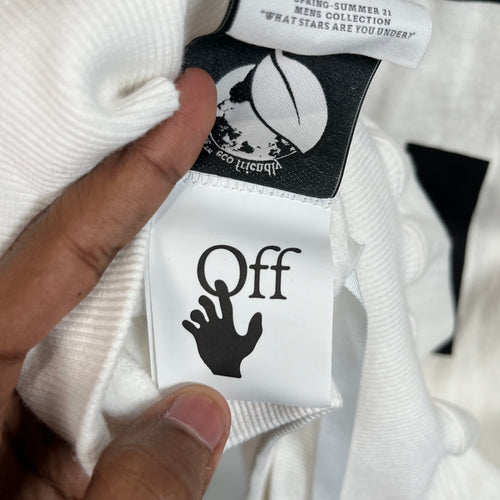 SPRING-SUMMER 21
MENS COLLECTION
"WHAT STARS ARE YOU UNDER?"
eco friendly
Off